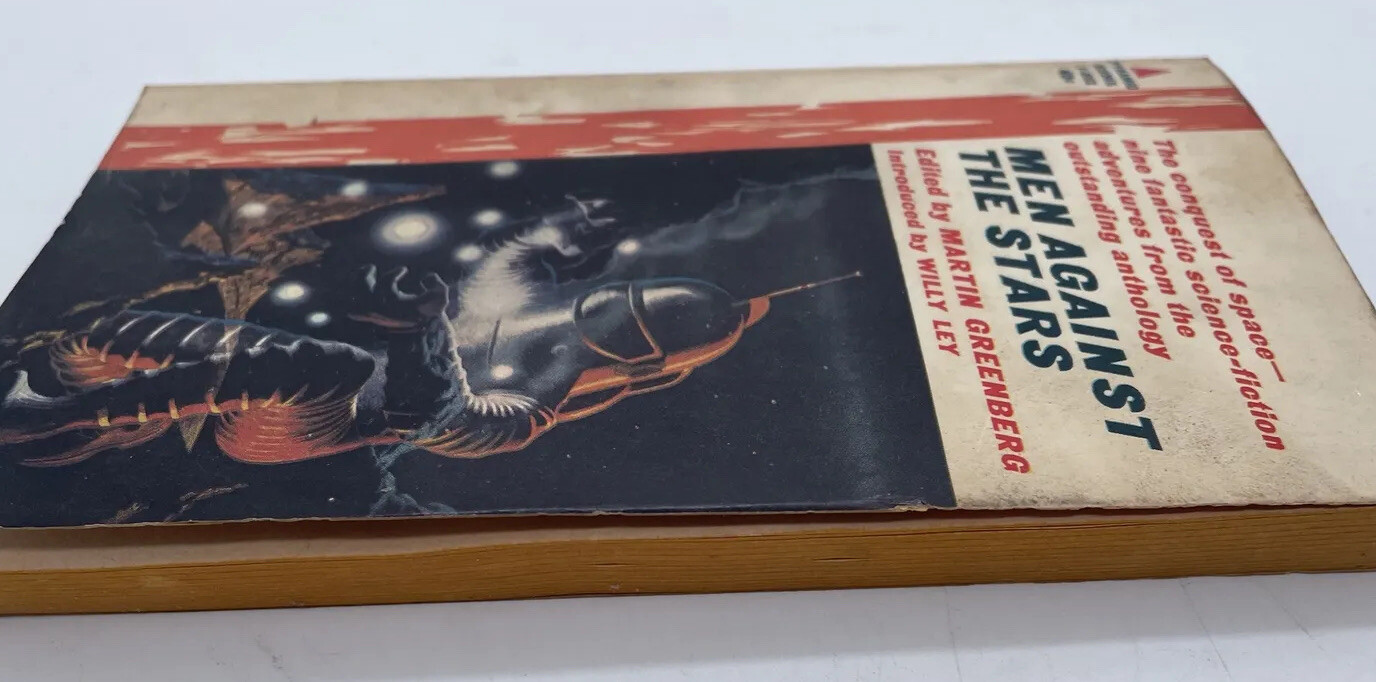 The conquest of space—
nine fantastic science-fiction
adventures from the
outstanding anthology
MEN AGAINST
THE STARS
Edited by MARTIN GREENBERG
Introduced by WILLY LEY